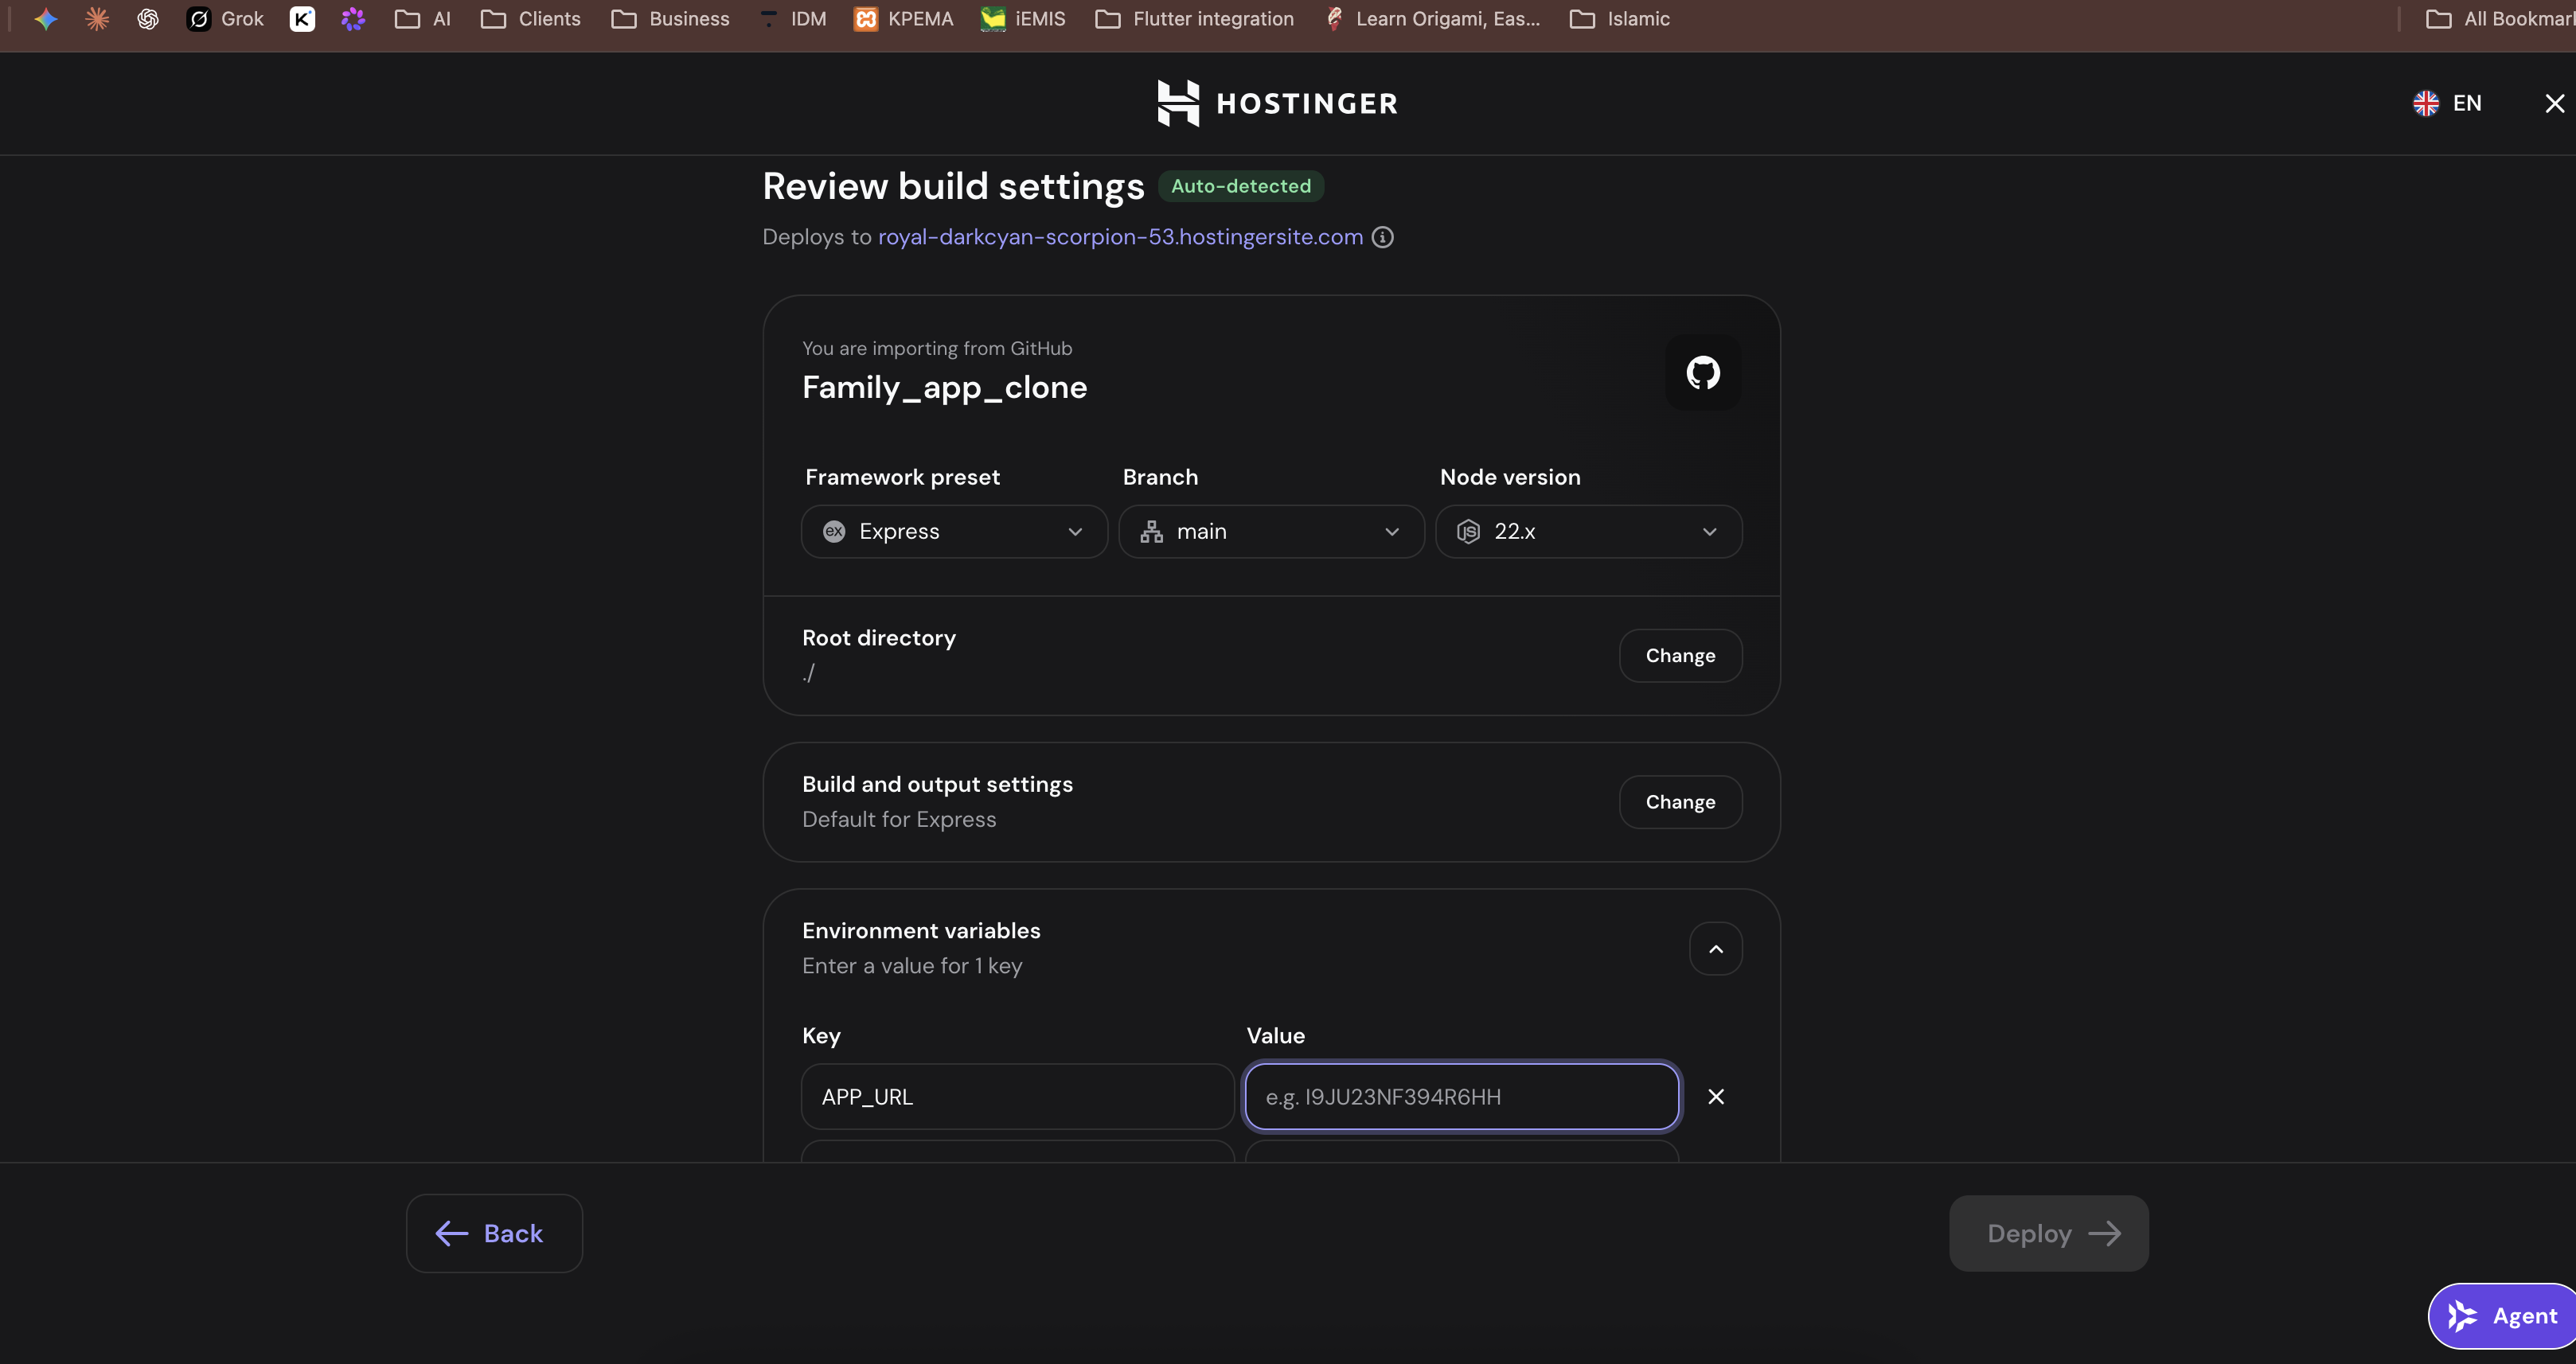 Grok
AI
Clients
Business
IDM
KPEMA
iEMIS
Flutter integration
Learn Origami, Eas...
Islamic
HOSTINGER
EN
Review build settings
Auto-detected
Deploys to royal-darkcyan-scorpion-53.hostingersite.com
You are importing from GitHub
Family_app_clone
Framework preset
Branch
Node version
ex
Express
main
JS
22.x
Root directory
./
Change
Build and output settings
Default for Express
Change
Environment variables
Enter a value for 1 key
Key
Value
APP_URL
e.g. I9JU23NF394R6HH
Back
Deploy
Agent